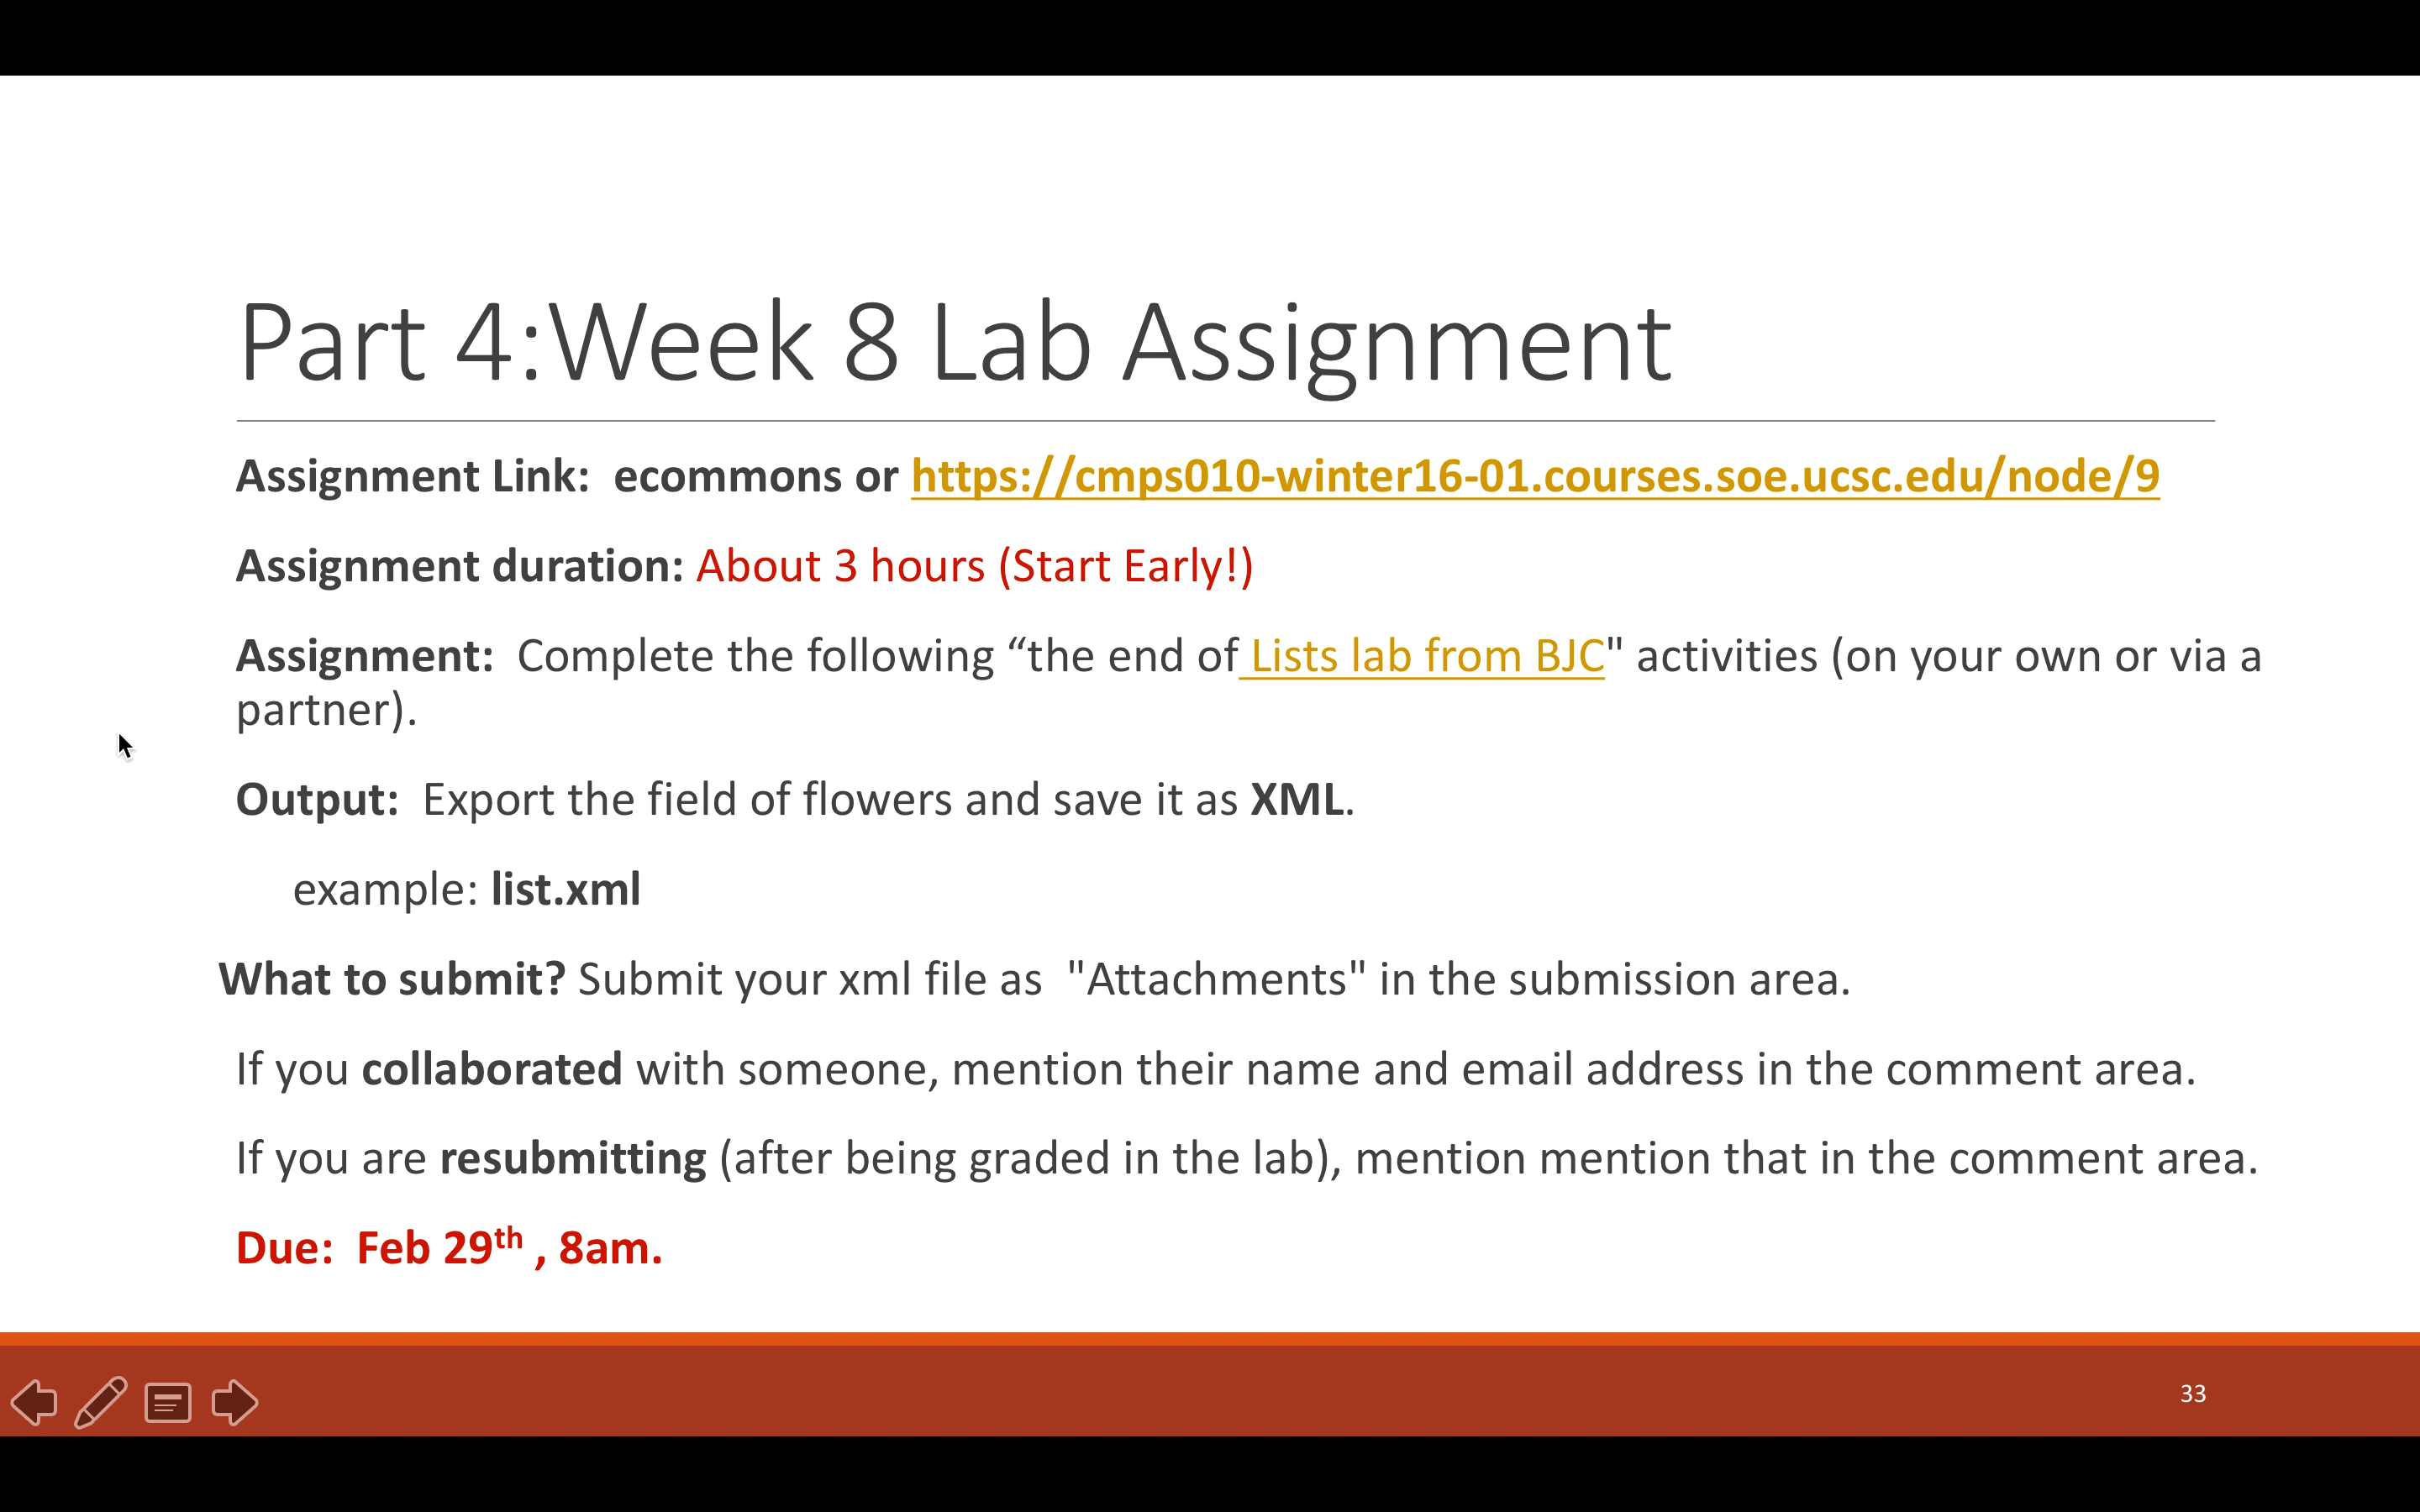 Part 4:Week 8 Lab Assignment
Assignment Link:  ecommons or https://cmps010-winter16-01.courses.soe.ucsc.edu/node/9
Assignment duration: About 3 hours (Start Early!)
Assignment:  Complete the following “the end of Lists lab from BJC" activities (on your own or via a
partner).
Output:  Export the field of flowers and save it as XML.
example: list.xml
What to submit? Submit your xml file as  "Attachments" in the submission area.
If you collaborated with someone, mention their name and email address in the comment area.
If you are resubmitting (after being graded in the lab), mention mention that in the comment area.
Due:  Feb 29th , 8am.
33